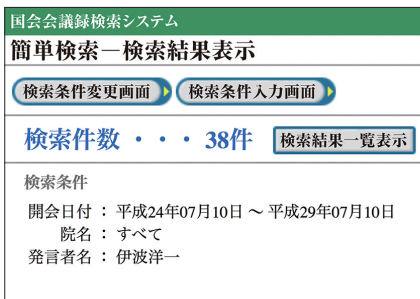 国会会議録検索システム
簡単検索－検索結果表示
検索条件変更画面 検索条件入力画面
検索件数 ・・・ 38件 検索結果一覧表示
検索条件
開会日付 : 平成24年07月10日 ～ 平成29年07月10日
院名 : すべて
発言者名 : 伊波洋一